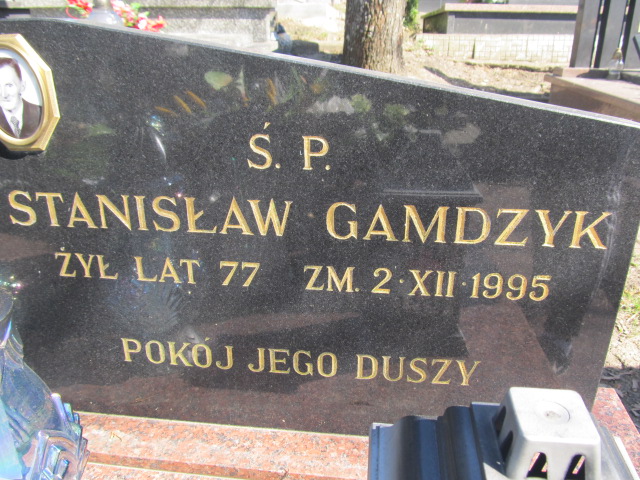 Ś. P.
STANISŁAW GAMDZYK
ŻYŁ LAT 77 ZM. 2·XII·1995
POKÓJ JEGO DUSZY